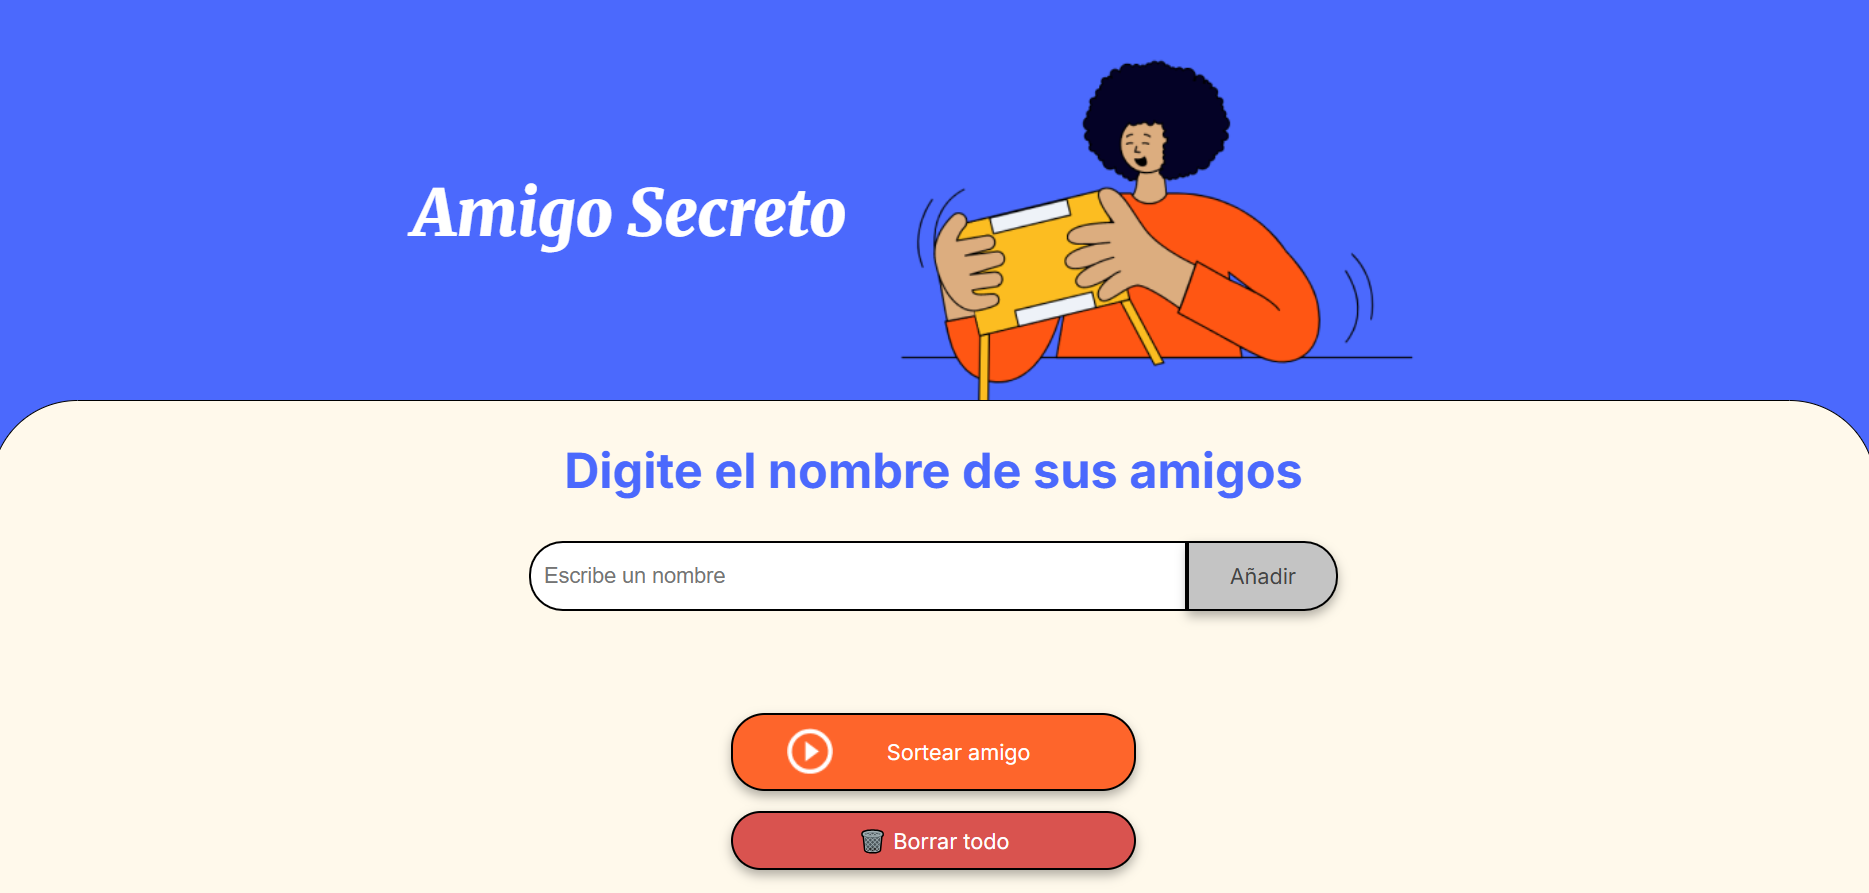 Amigo Secreto
Digite el nombre de sus amigos
Escribe un nombre
Añadir
Sortear amigo
Borrar todo